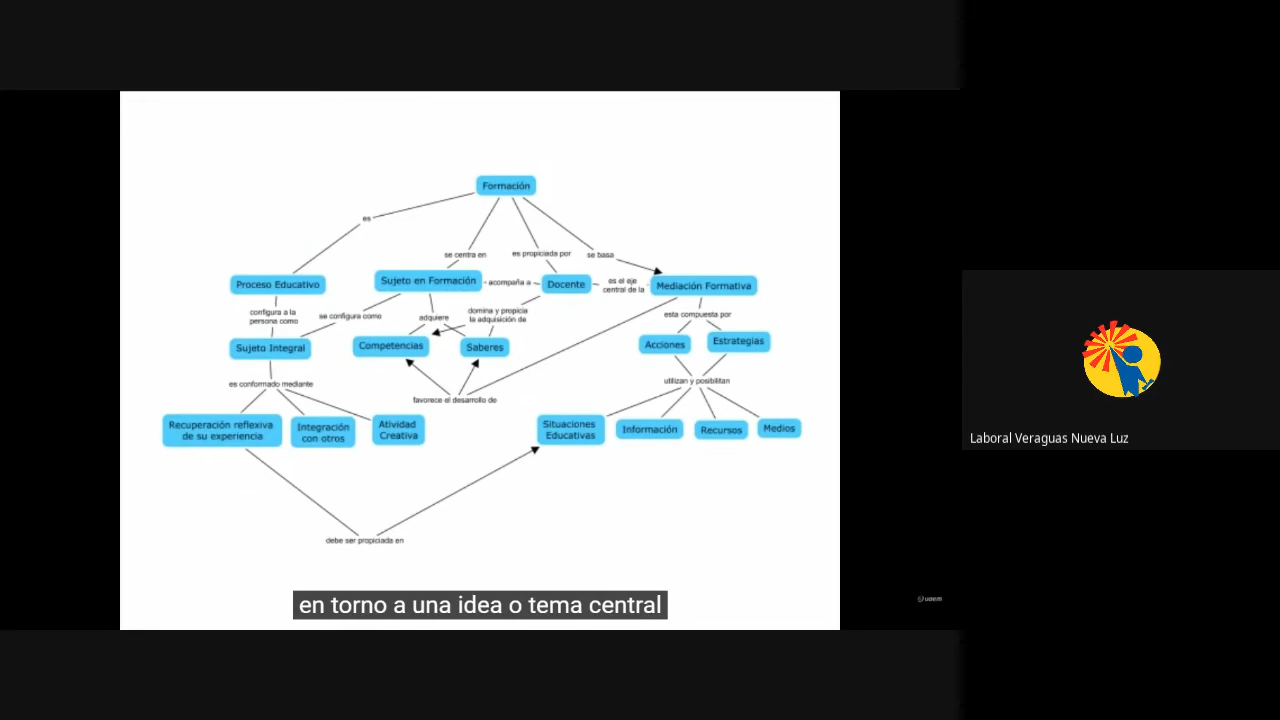 Formación
es
se centra en
es propiciada por
se basa
Proceso Educativo
Sujeto en Formación
acompaña a
Docente
es el eje
central de la
Mediación Formativa
configura a la
persona como
se configura como
adquiere
domina y propicia
la adquisición de
esta compuesta por
Sujeto Integral
Competencias
Saberes
Acciones
Estrategias
es conformado mediante
favorece el desarrollo de
utilizan y posibilitan
Recuperación reflexiva
de su experiencia
Integración
con otros
Atividad
Creativa
Situaciones
Educativas
Información
Recursos
Medios
Laboral Veraguas Nueva Luz
debe ser propiciada en
en torno a una idea o tema central
uaem